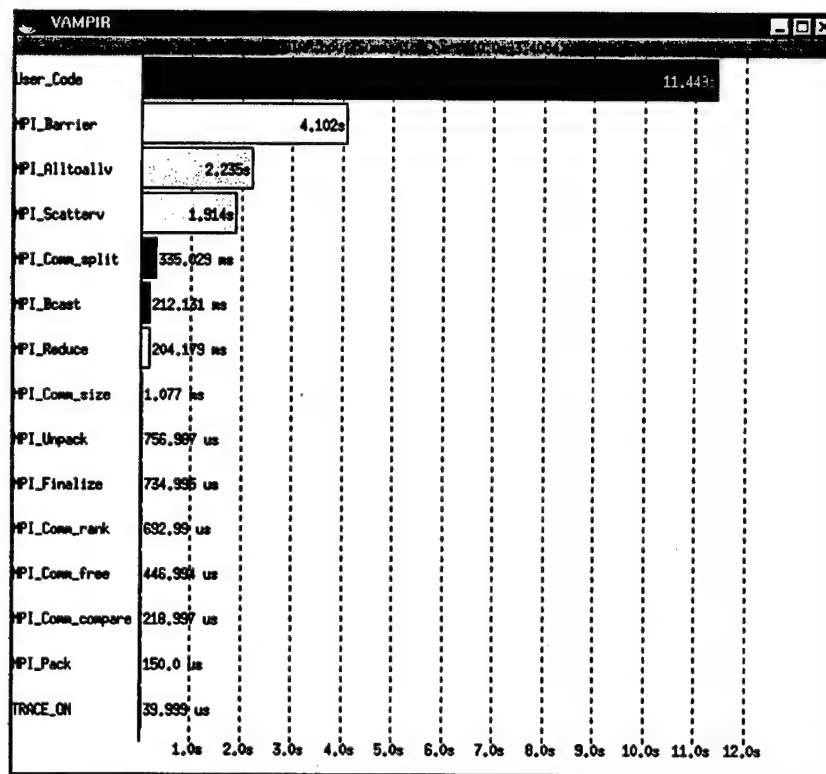 VAMPIR
User_Code 11.443s
MPI_Barrier 4.102s
MPI_Alltoallv 2.235s
MPI_Scatterv 1.914s
MPI_Comm_split 335.029 ms
MPI_Bcast 212.131 ms
MPI_Reduce 204.179 ms
MPI_Comm_size 1.077 ms
MPI_Unpack 756.997 us
MPI_Finalize 734.995 us
MPI_Comm_rank 692.99 us
MPI_Comm_free 446.994 us
MPI_Comm_compare 218.997 us
MPI_Pack 150.0 us
TRACE_ON 39.999 us
1.0s 2.0s 3.0s 4.0s 5.0s 6.0s 7.0s 8.0s 9.0s 10.0s 11.0s 12.0s